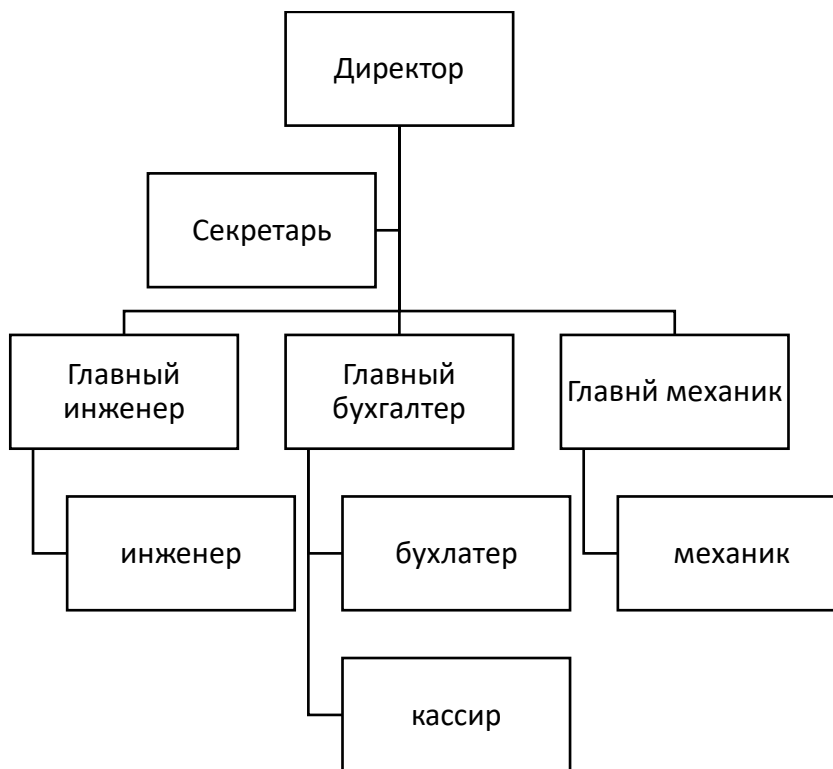 Директор
Секретарь
Главный
инженер
Главный
бухгалтер
Главнй механик
инженер
бухлатер
механик
кассир